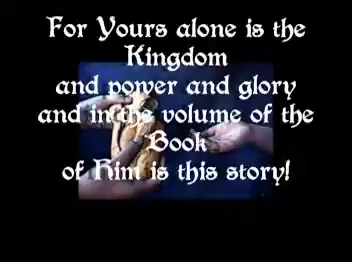 For Yours alone is the
Kingdom
and power and glory
and in the volume of the
Book
of Him is this story!